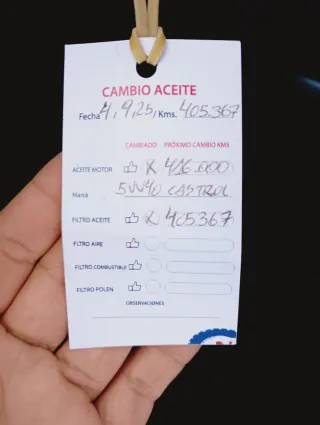 CAMBIO ACEITE
Fecha 4, 9,25 / Kms. 405.367
CAMBIADO PRÓXIMO CAMBIO KMS
ACEITE MOTOR X 416.000
Marca 5W40 CASTROL
FILTRO ACEITE X 405.367
FILTRO AIRE
FILTRO COMBUSTIBLE
FILTRO POLEN
OBSERVACIONES